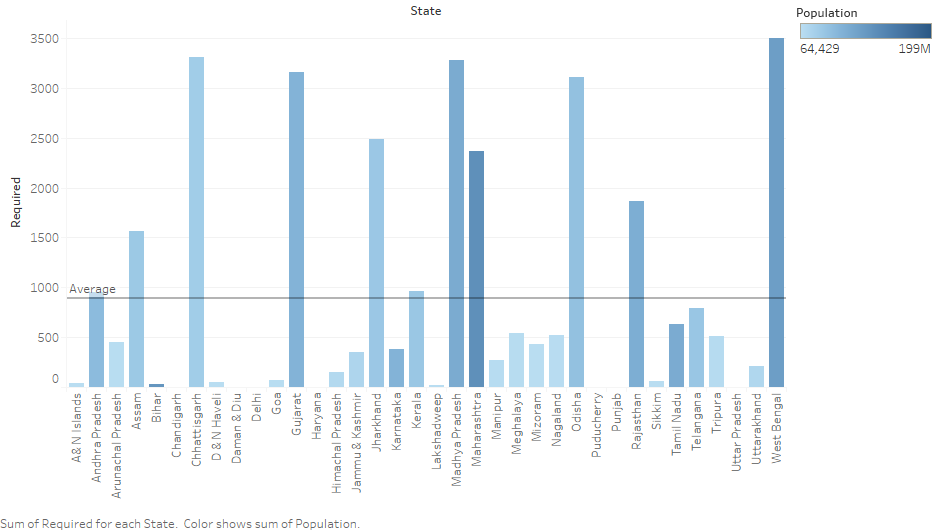 State
Population
64,429 199M
Required
3500
3000
2500
2000
1500
1000
500
0
Average
A& N Islands
Andhra Pradesh
Arunachal Pradesh
Assam
Bihar
Chandigarh
Chhattisgarh
D & N Haveli
Daman & Diu
Delhi
Goa
Gujarat
Haryana
Himachal Pradesh
Jammu & Kashmir
Jharkhand
Karnataka
Kerala
Lakshadweep
Madhya Pradesh
Maharashtra
Manipur
Meghalaya
Mizoram
Nagaland
Odisha
Puducherry
Punjab
Rajasthan
Sikkim
Tamil Nadu
Telangana
Tripura
Uttar Pradesh
Uttarakhand
West Bengal
Sum of Required for each State. Color shows sum of Population.